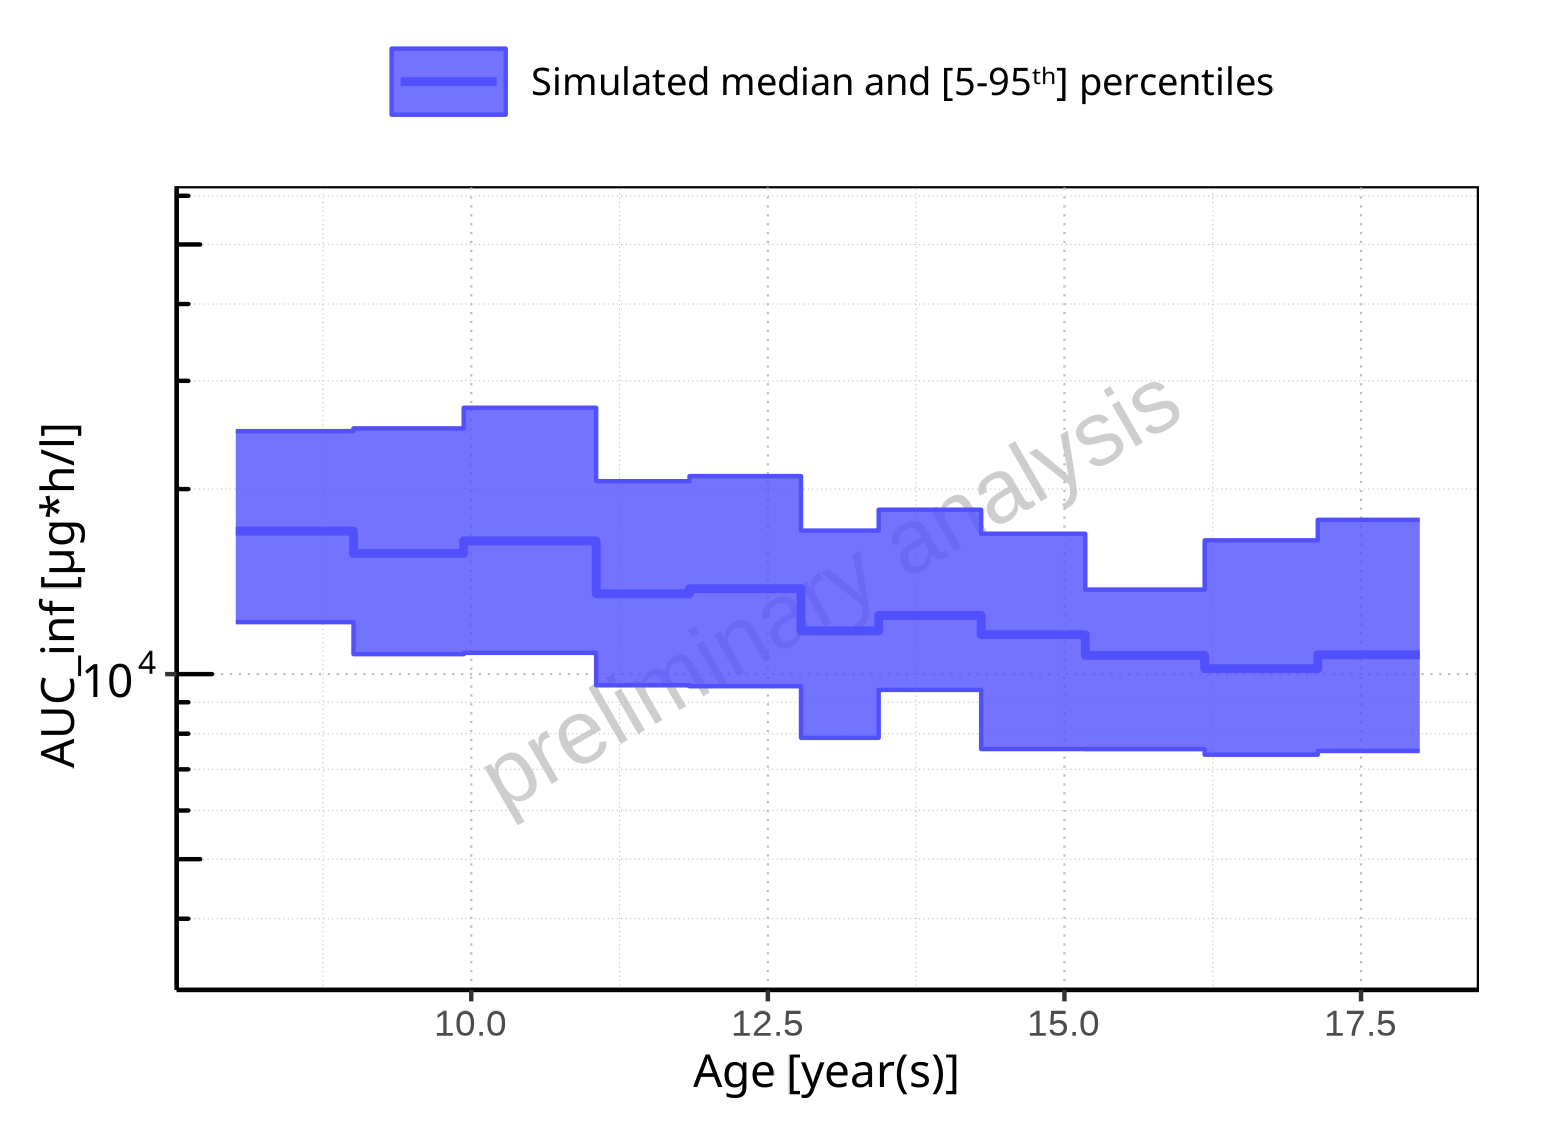 Simulated median and [5-95ᵗʰ] percentiles
AUC_inf [µg*h/l]
10⁴
preliminary analysis
10.0 12.5 15.0 17.5
Age [year(s)]